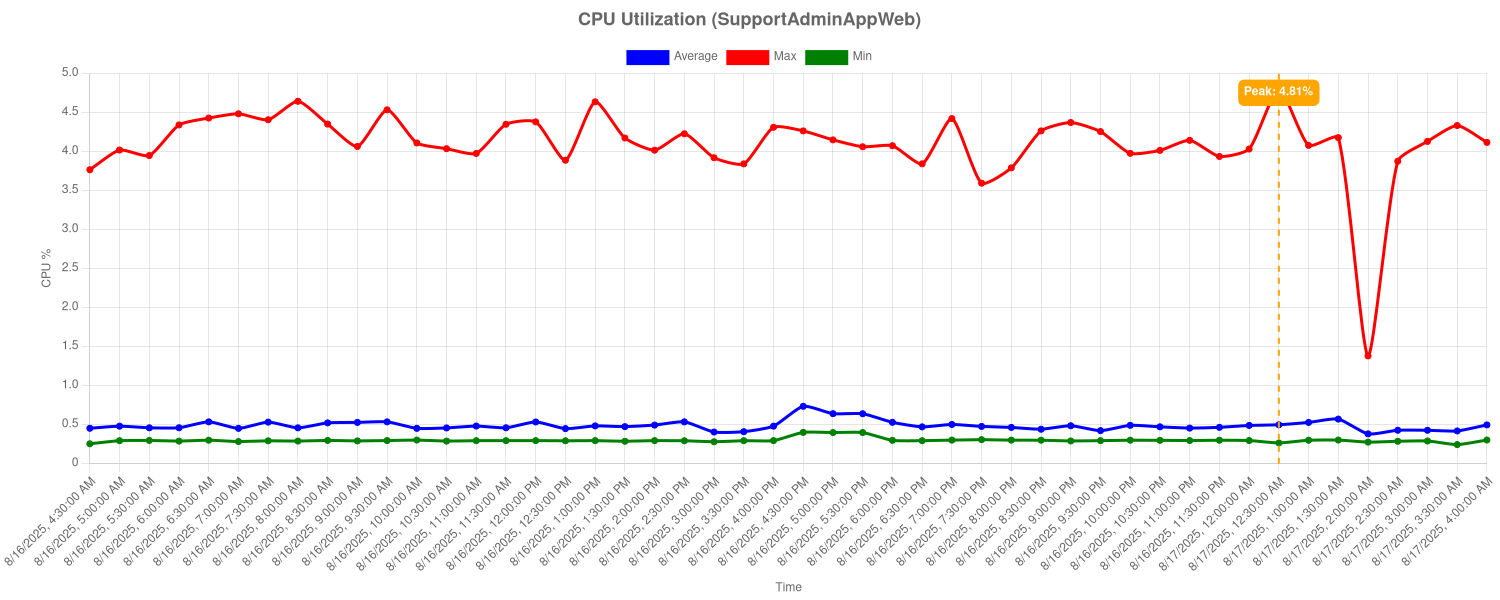 CPU Utilization (SupportAdminAppWeb)
Average Max Min
Peak: 4.81%
CPU %
5.0
4.5
4.0
3.5
3.0
2.5
2.0
1.5
1.0
0.5
0
8/16/2025, 4:30:00 AM
8/16/2025, 5:00:00 AM
8/16/2025, 5:30:00 AM
8/16/2025, 6:00:00 AM
8/16/2025, 6:30:00 AM
8/16/2025, 7:00:00 AM
8/16/2025, 7:30:00 AM
8/16/2025, 8:00:00 AM
8/16/2025, 8:30:00 AM
8/16/2025, 9:00:00 AM
8/16/2025, 9:30:00 AM
8/16/2025, 10:00:00 AM
8/16/2025, 10:30:00 AM
8/16/2025, 11:00:00 AM
8/16/2025, 11:30:00 AM
8/16/2025, 12:00:00 PM
8/16/2025, 12:30:00 PM
8/16/2025, 1:00:00 PM
8/16/2025, 1:30:00 PM
8/16/2025, 2:00:00 PM
8/16/2025, 2:30:00 PM
8/16/2025, 3:00:00 PM
8/16/2025, 3:30:00 PM
8/16/2025, 4:00:00 PM
8/16/2025, 4:30:00 PM
8/16/2025, 5:00:00 PM
8/16/2025, 5:30:00 PM
8/16/2025, 6:00:00 PM
8/16/2025, 6:30:00 PM
8/16/2025, 7:00:00 PM
8/16/2025, 7:30:00 PM
8/16/2025, 8:00:00 PM
8/16/2025, 8:30:00 PM
8/16/2025, 9:00:00 PM
8/16/2025, 9:30:00 PM
8/16/2025, 10:00:00 PM
8/16/2025, 10:30:00 PM
8/16/2025, 11:00:00 PM
8/16/2025, 11:30:00 PM
8/17/2025, 12:00:00 AM
8/17/2025, 12:30:00 AM
8/17/2025, 1:00:00 AM
8/17/2025, 1:30:00 AM
8/17/2025, 2:00:00 AM
8/17/2025, 2:30:00 AM
8/17/2025, 3:00:00 AM
8/17/2025, 3:30:00 AM
8/17/2025, 4:00:00 AM
Time